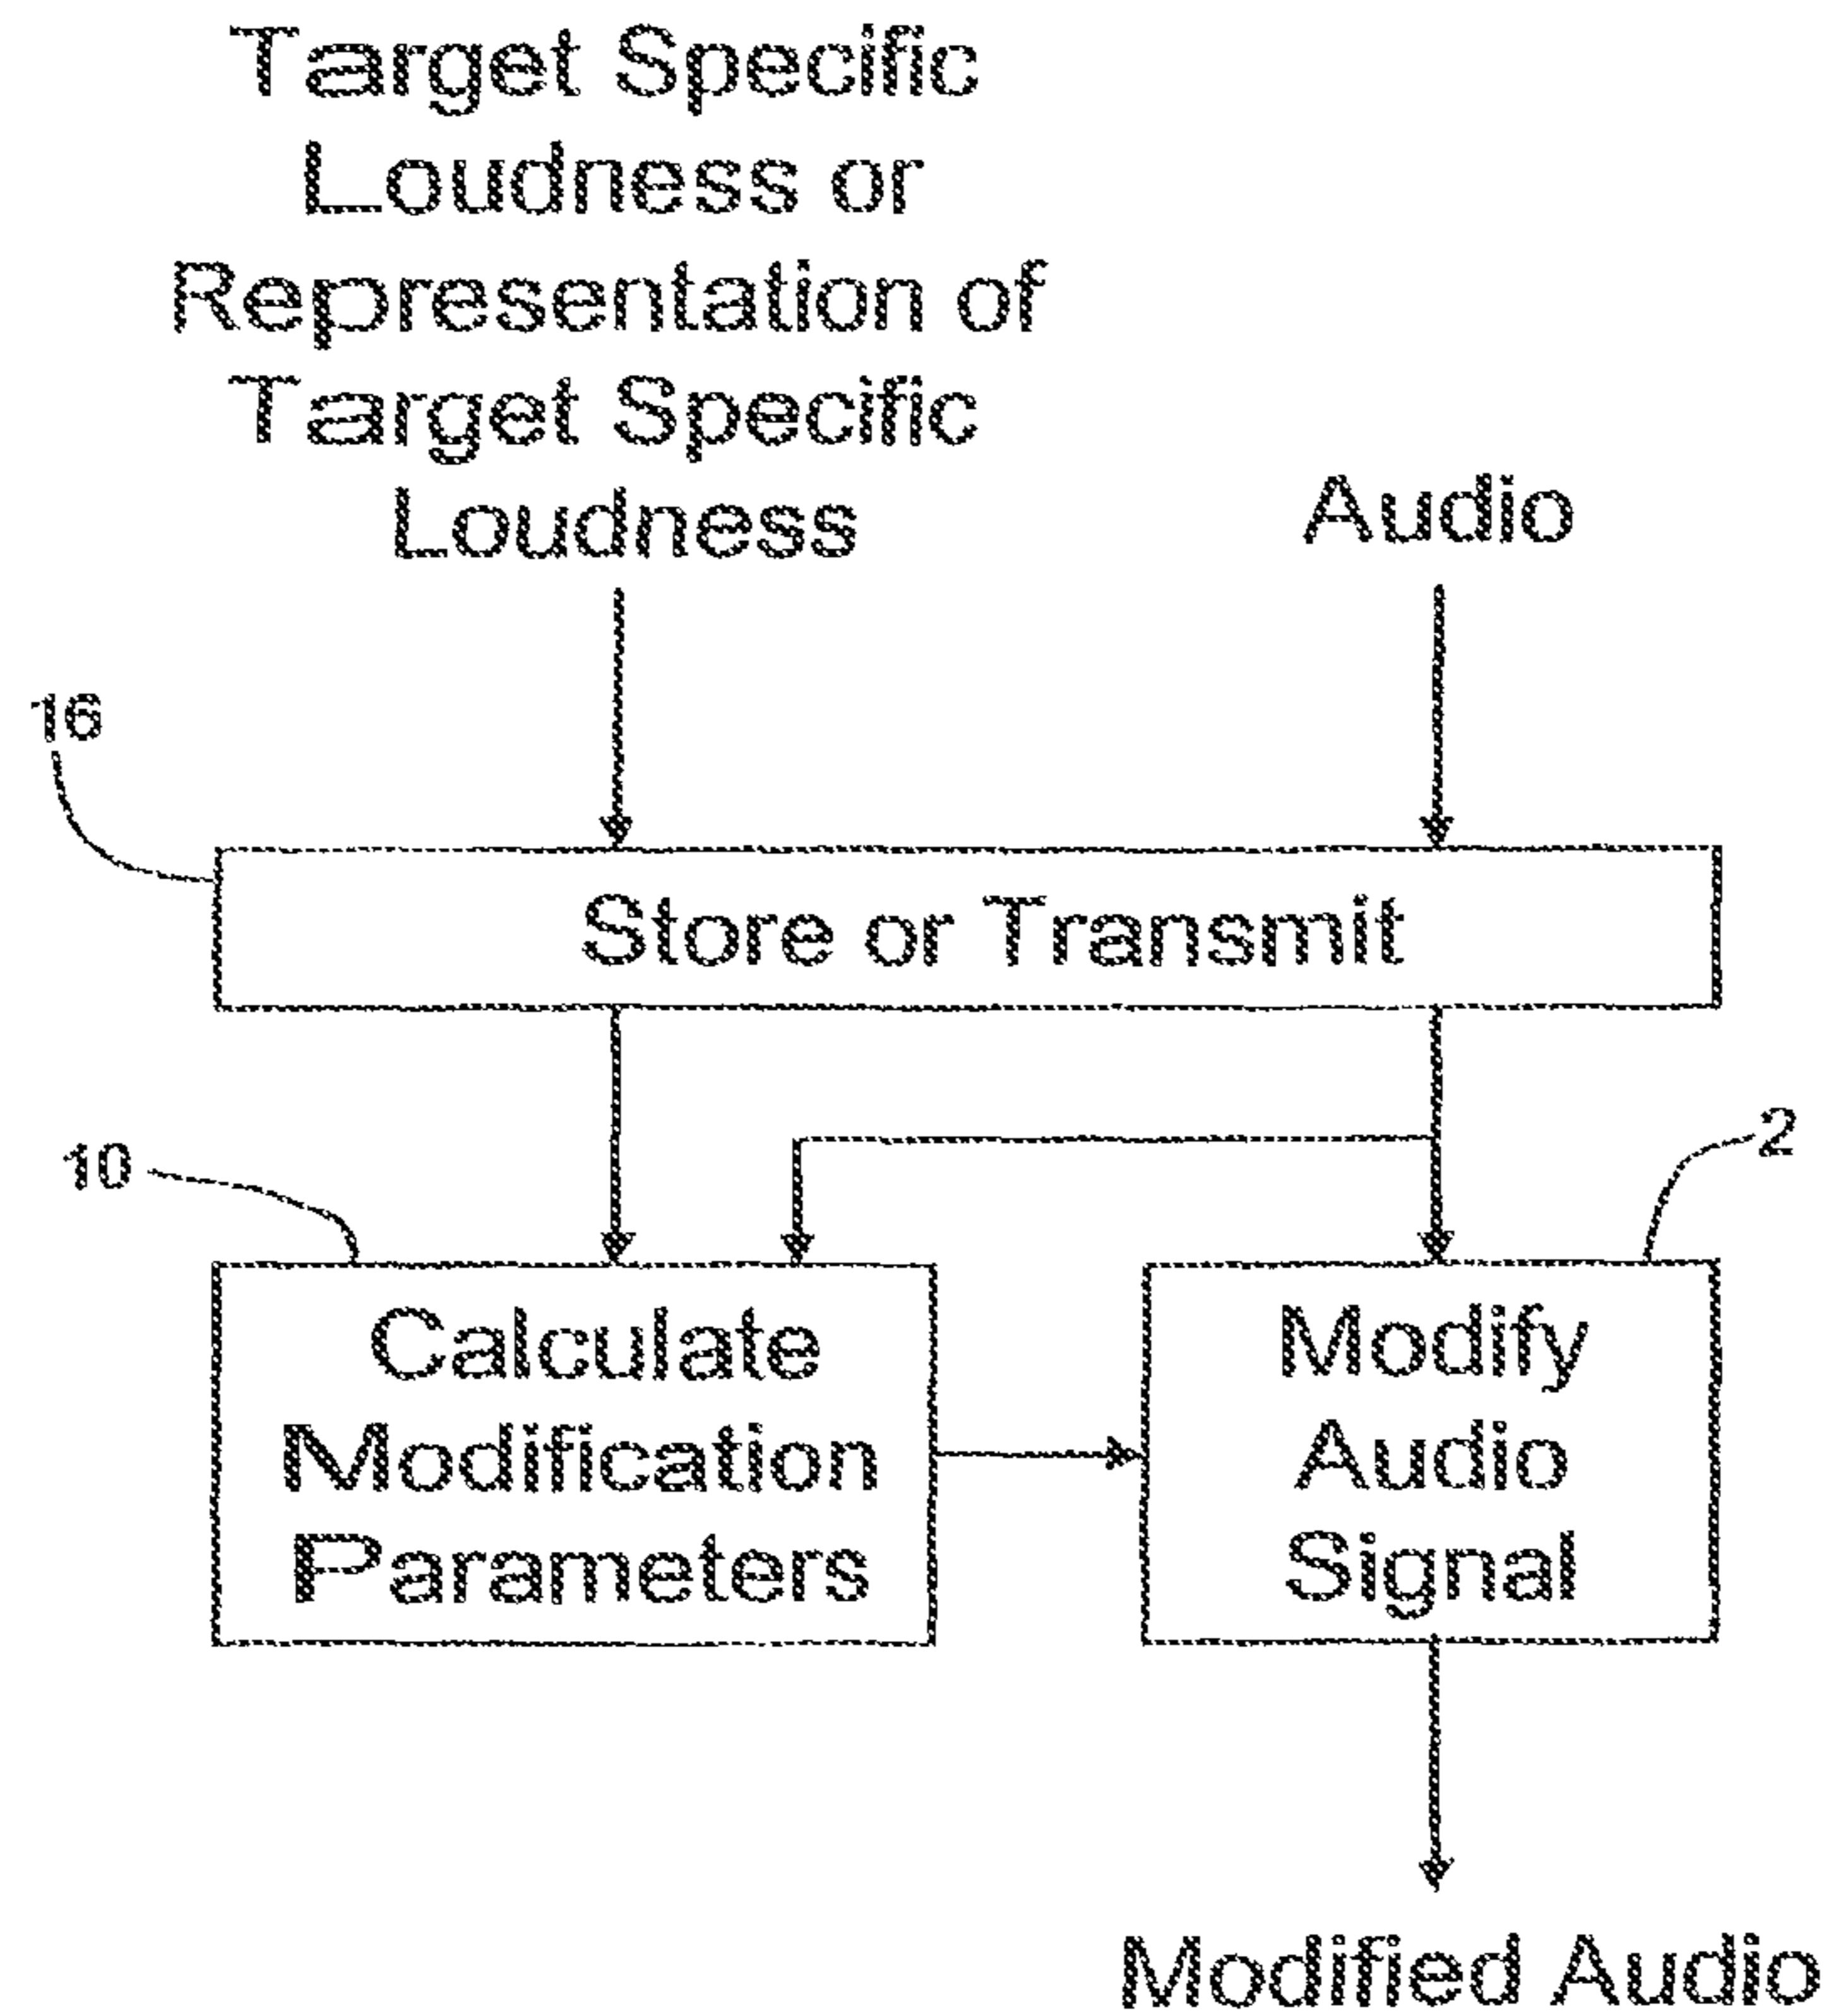 Target Specific
Loudness or
Representation of
Target Specific
Loudness
Audio
16
Store or Transmit
10
2
Calculate
Modification
Parameters
Modify
Audio
Signal
Modified Audio